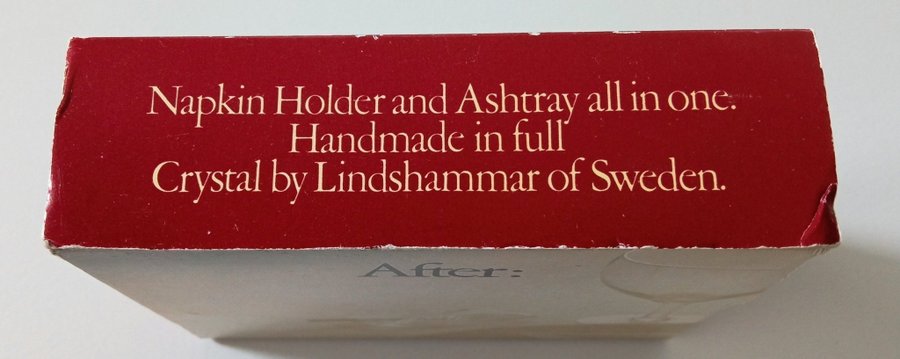 Napkin Holder and Ashtray all in one.
Handmade in full
Crystal by Lindshammar of Sweden.
After: